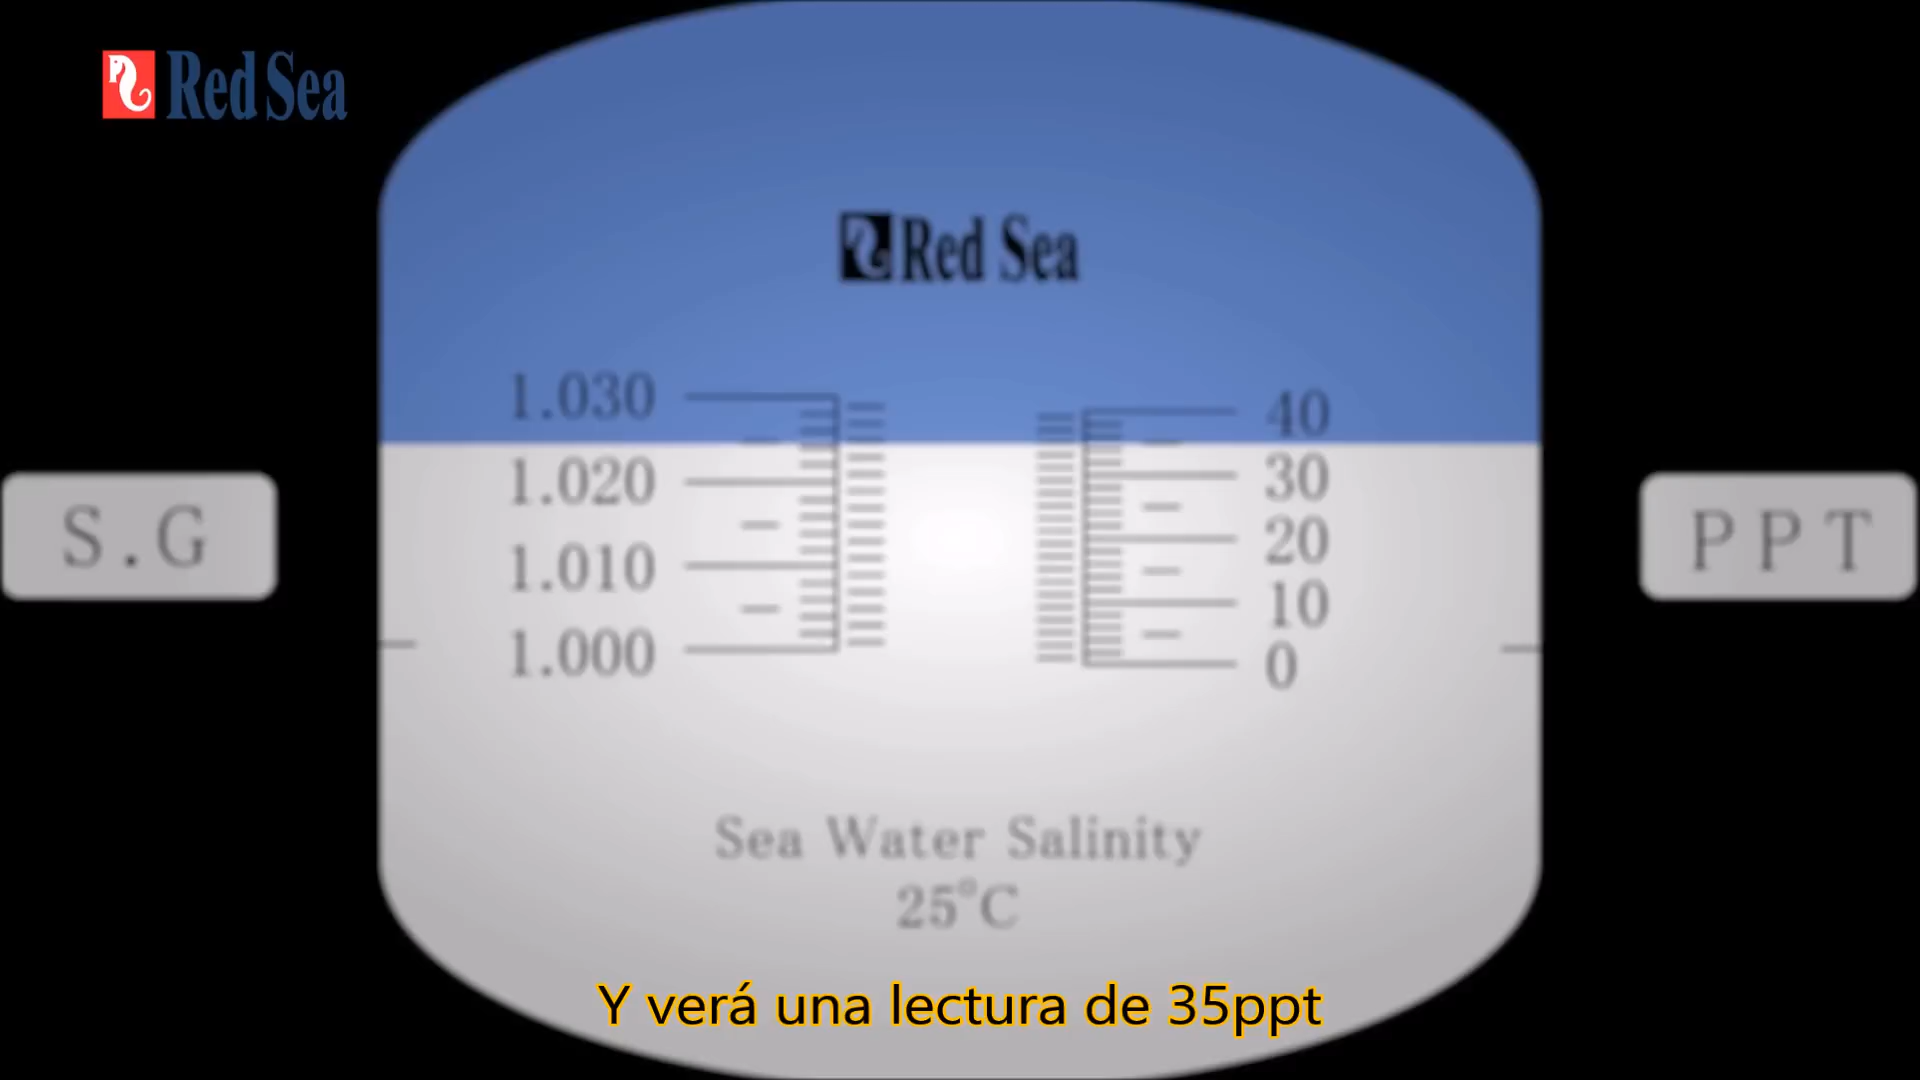 Red Sea
Red Sea
1.030
1.020
1.010
1.000
40
30
20
10
0
S.G
PPT
Sea Water Salinity
25°C
Y verá una lectura de 35ppt